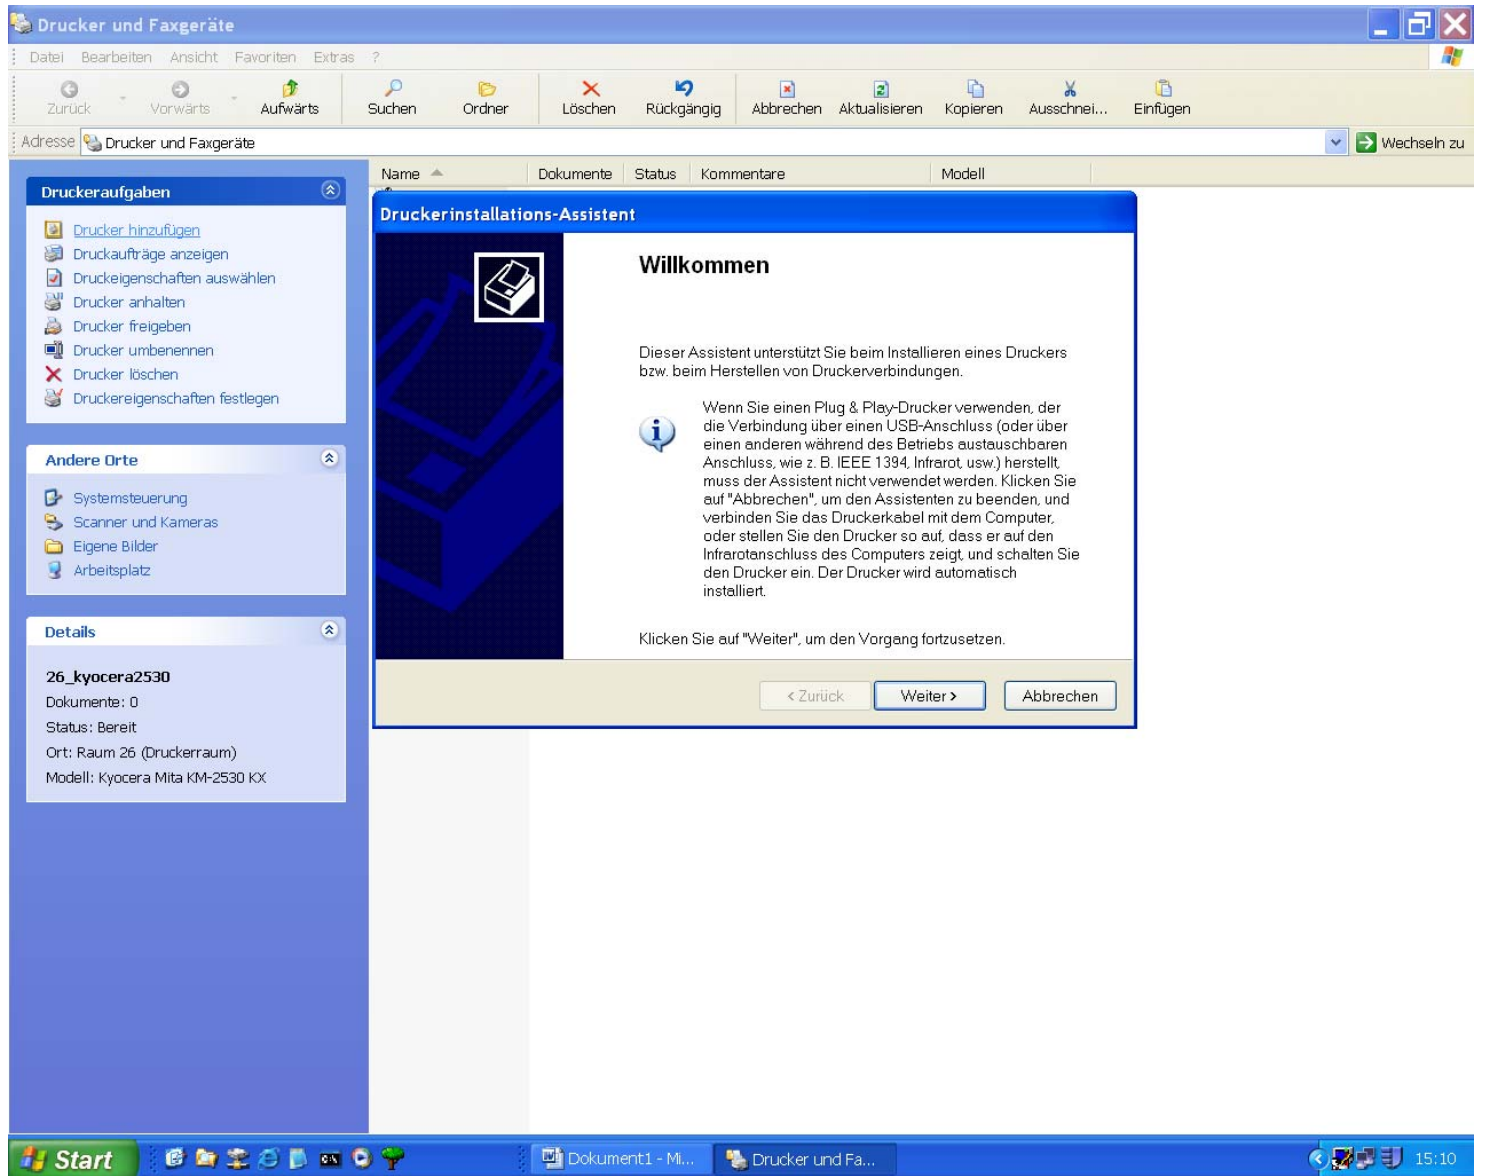 Drucker und Faxgeräte
Datei Bearbeiten Ansicht Favoriten Extras ?
Zurück Vorwärts Aufwärts Suchen Ordner Löschen Rückgängig Abbrechen Aktualisieren Kopieren Ausschnei... Einfügen
Adresse Drucker und Faxgeräte Wechseln zu
Name Dokumente Status Kommentare Modell
Druckeraufgaben
Drucker hinzufügen
Druckaufträge anzeigen
Druckeigenschaften auswählen
Drucker anhalten
Drucker freigeben
Drucker umbenennen
Drucker löschen
Druckereigenschaften festlegen
Andere Orte
Systemsteuerung
Scanner und Kameras
Eigene Bilder
Arbeitsplatz
Details
26_kyocera2530
Dokumente: 0
Status: Bereit
Ort: Raum 26 (Druckerraum)
Modell: Kyocera Mita KM-2530 KX
Druckerinstallations-Assistent
Willkommen
Dieser Assistent unterstützt Sie beim Installieren eines Druckers
bzw. beim Herstellen von Druckerverbindungen.
Wenn Sie einen Plug & Play-Drucker verwenden, der
die Verbindung über einen USB-Anschluss (oder über
einen anderen während des Betriebs austauschbaren
Anschluss, wie z. B. IEEE 1394, Infrarot, usw.) herstellt,
muss der Assistent nicht verwendet werden. Klicken Sie
auf "Abbrechen", um den Assistenten zu beenden, und
verbinden Sie das Druckerkabel mit dem Computer,
oder stellen Sie den Drucker so auf, dass er auf den
Infrarotanschluss des Computers zeigt, und schalten Sie
den Drucker ein. Der Drucker wird automatisch
installiert.
Klicken Sie auf "Weiter", um den Vorgang fortzusetzen.
< Zurück Weiter > Abbrechen
Start Dokument1 - Mi... Drucker und Fa... 15:10